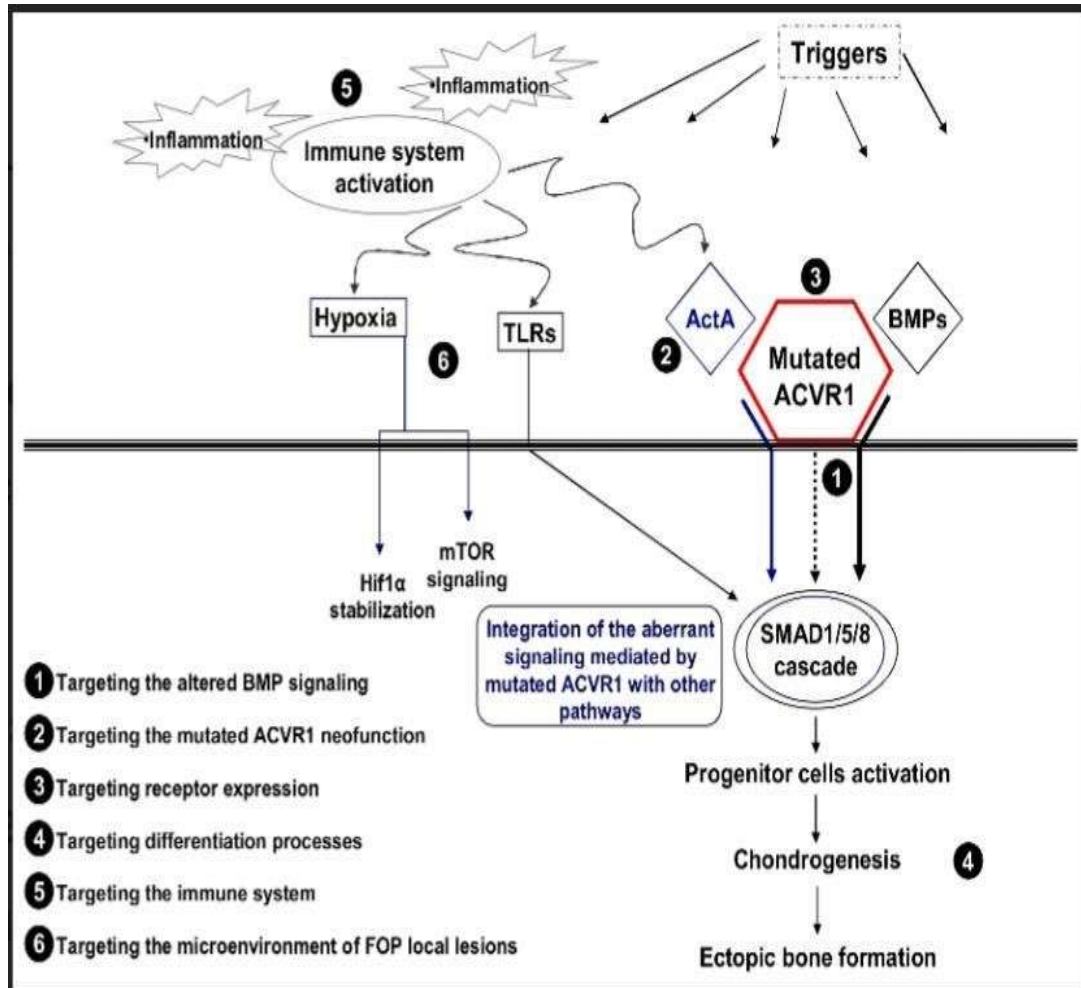 Triggers
•Inflammation
5
•Inflammation
Immune system
activation
3
ActA
BMPs
Hypoxia
TLRs
2
6
Mutated
ACVR1
1
mTOR
signaling
Hif1α
stabilization
Integration of the aberrant
signaling mediated by
mutated ACVR1 with other
pathways
SMAD1/5/8
cascade
Progenitor cells activation
Chondrogenesis
4
Ectopic bone formation
1 Targeting the altered BMP signaling
2 Targeting the mutated ACVR1 neofunction
3 Targeting receptor expression
4 Targeting differentiation processes
5 Targeting the immune system
6 Targeting the microenvironment of FOP local lesions